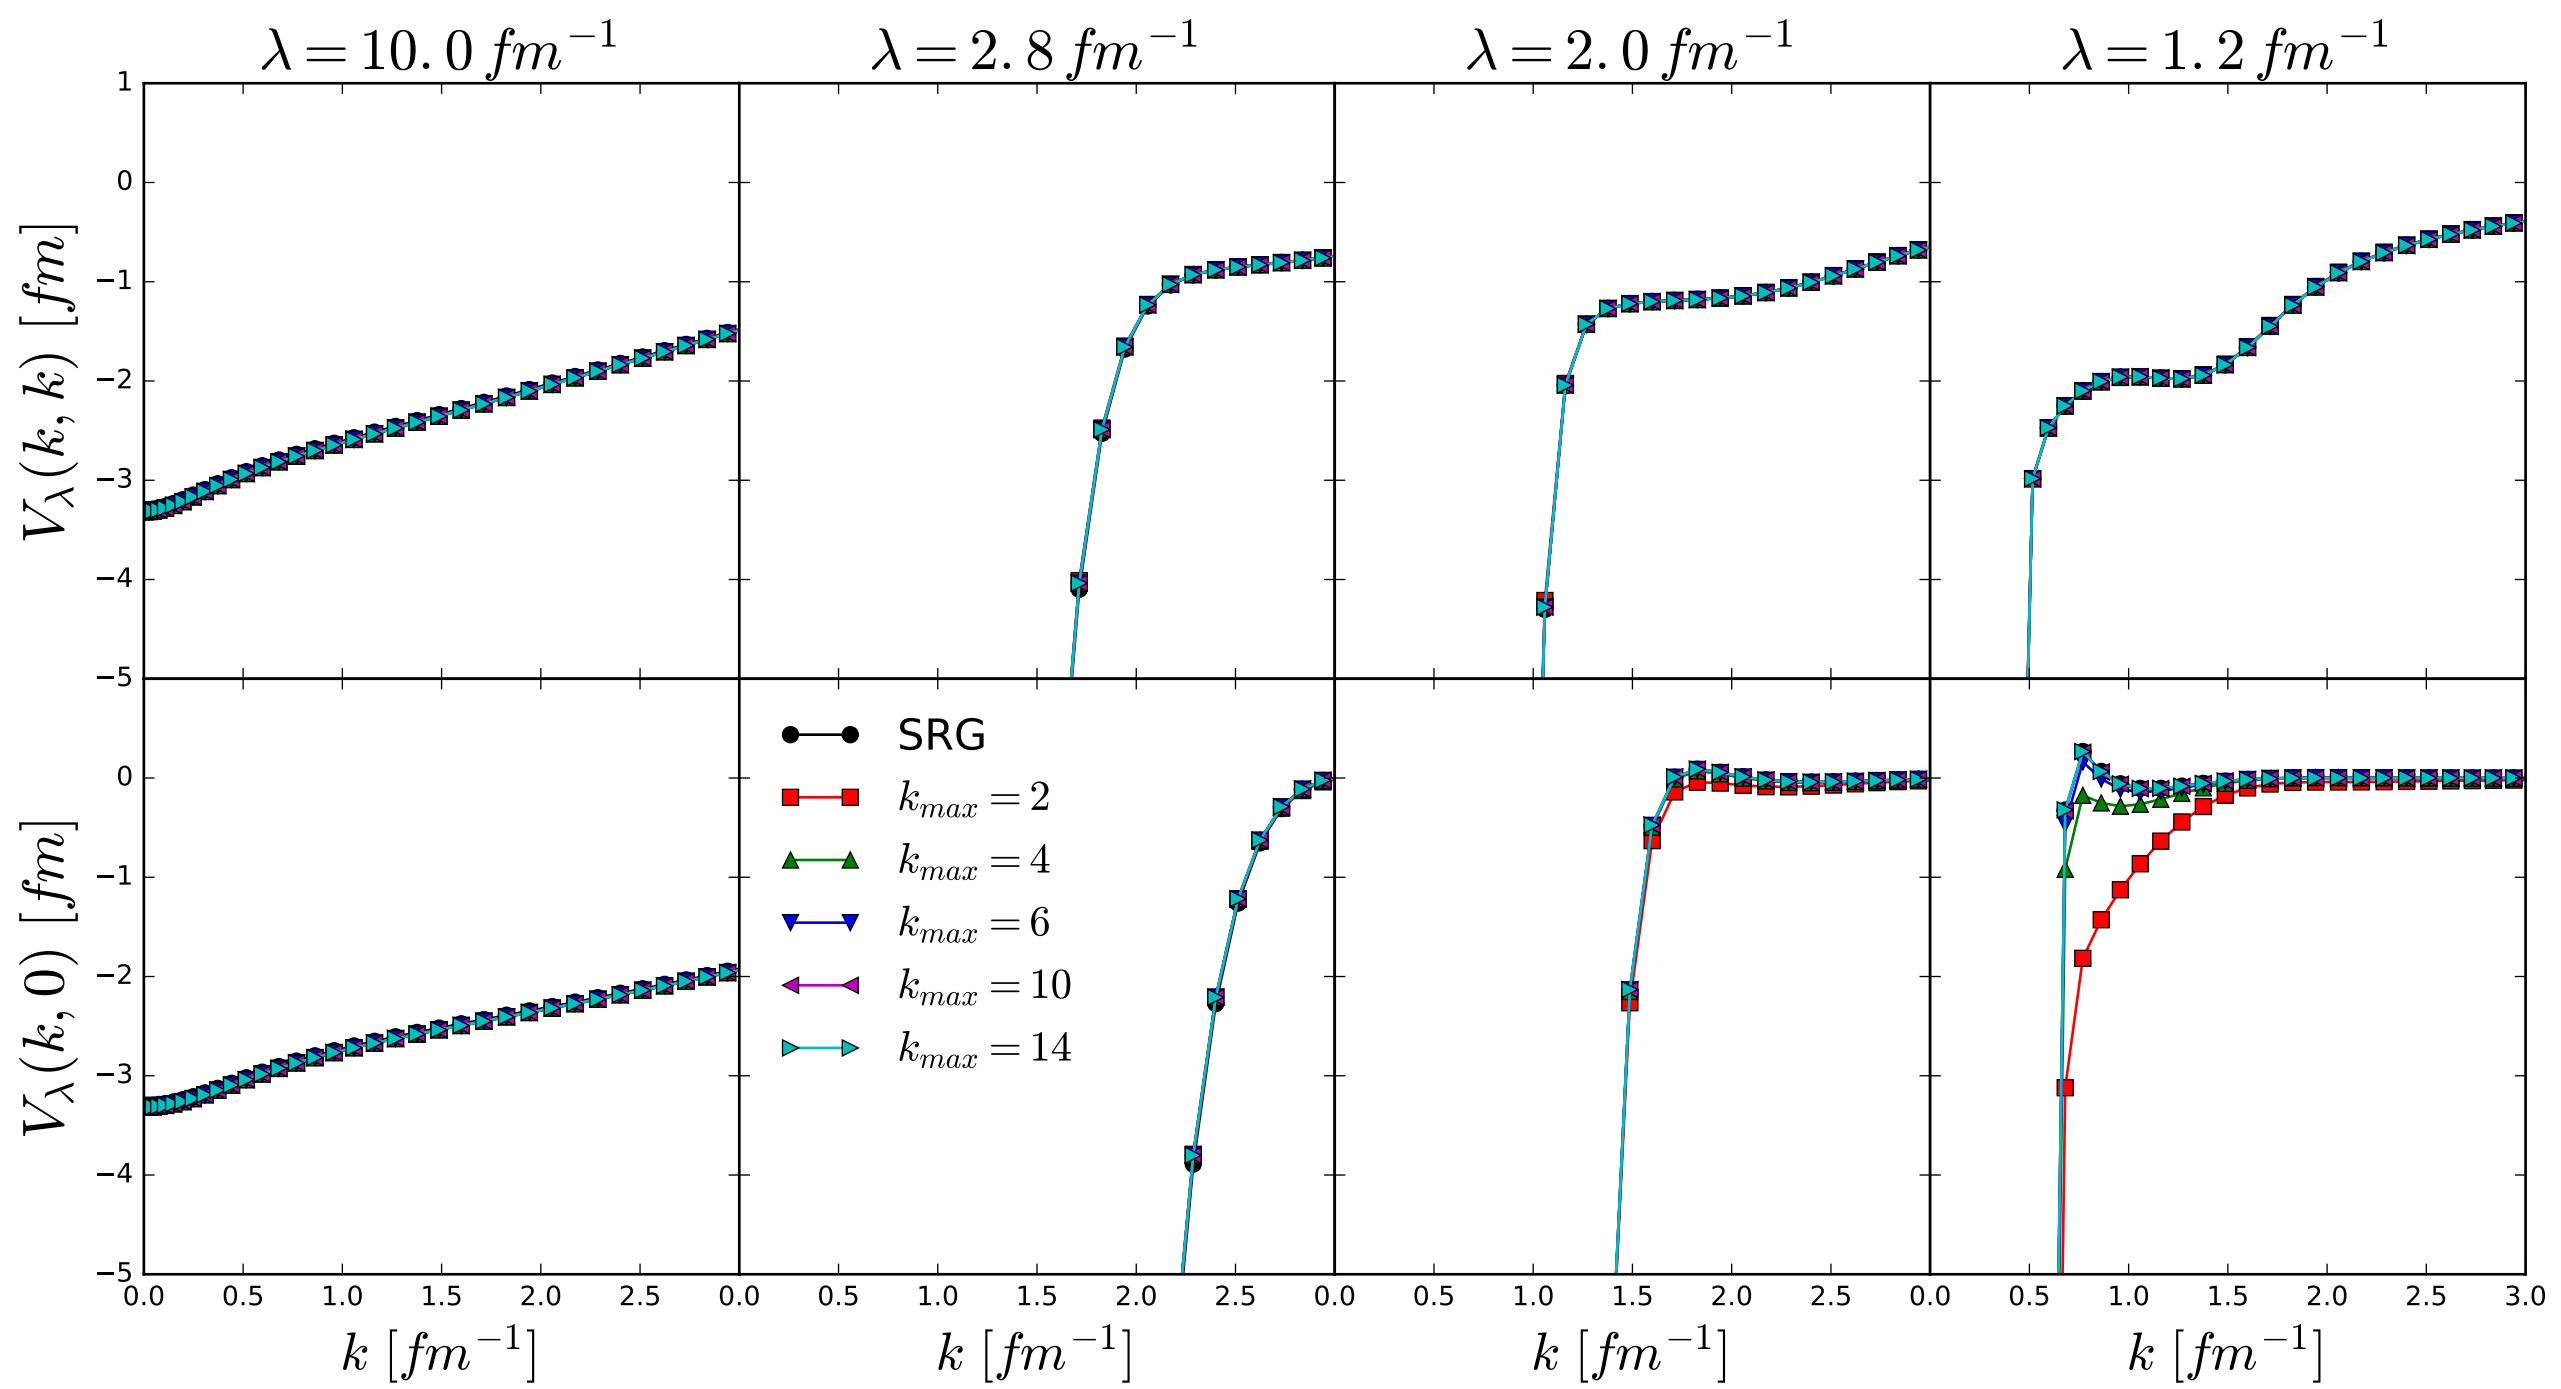 λ = 10.0 fm⁻¹ λ = 2.8 fm⁻¹ λ = 2.0 fm⁻¹ λ = 1.2 fm⁻¹
V_λ(k, k) [fm]
1
0
−1
−2
−3
−4
−5
V_λ(k, 0) [fm]
0
−1
−2
−3
−4
−5
SRG
k_max = 2
k_max = 4
k_max = 6
k_max = 10
k_max = 14
0.0 0.5 1.0 1.5 2.0 2.5 0.0 0.5 1.0 1.5 2.0 2.5 0.0 0.5 1.0 1.5 2.0 2.5 0.0 0.5 1.0 1.5 2.0 2.5 3.0
k [fm⁻¹] k [fm⁻¹] k [fm⁻¹] k [fm⁻¹]